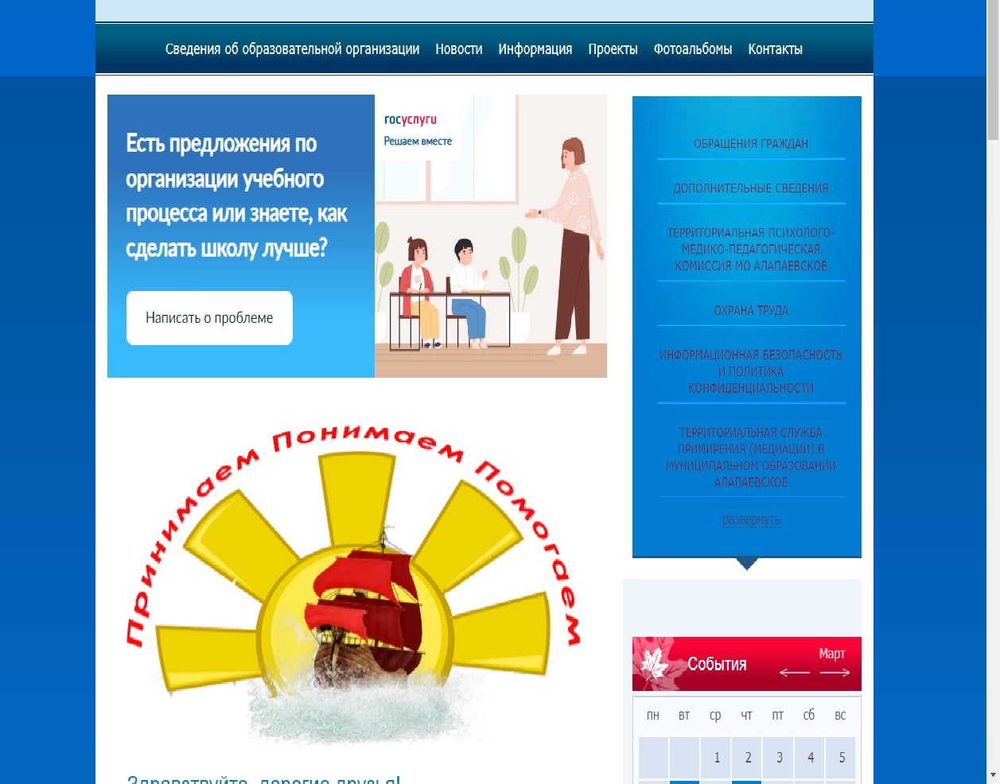 Сведения об образовательной организации Новости Информация Проекты Фотоальбомы Контакты
Есть предложения по
организации учебного
процесса или знаете, как
сделать школу лучше?
Написать о проблеме
госуслуги
Решаем вместе
ОБРАЩЕНИЯ ГРАЖДАН
ДОПОЛНИТЕЛЬНЫЕ СВЕДЕНИЯ
ТЕРРИТОРИАЛЬНАЯ ПСИХОЛОГО-
МЕДИКО-ПЕДАГОГИЧЕСКАЯ
КОМИССИЯ МО АЛАПАЕВСКОЕ
ОХРАНА ТРУДА
ИНФОРМАЦИОННАЯ БЕЗОПАСНОСТЬ
И ПОЛИТИКА
КОНФИДЕНЦИАЛЬНОСТИ
ТЕРРИТОРИАЛЬНАЯ СЛУЖБА
ПРИМИРЕНИЯ (МЕДИАЦИИ) В
МУНИЦИПАЛЬНОМ ОБРАЗОВАНИИ
АЛАПАЕВСКОЕ
развернуть
Принимаем Понимаем Помогаем
События
Март
пн вт ср чт пт сб вс
1 2 3 4 5
Здравствуйте, дорогие друзья!